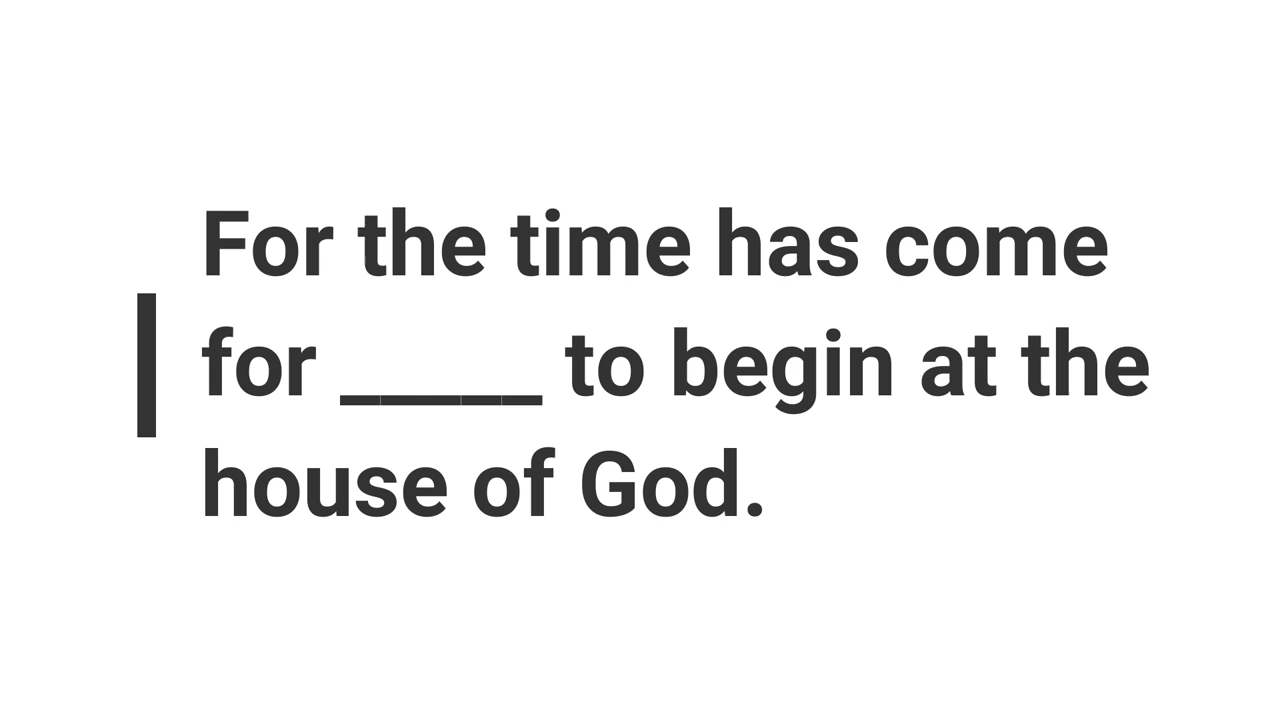 For the time has come
for _____ to begin at the
house of God.